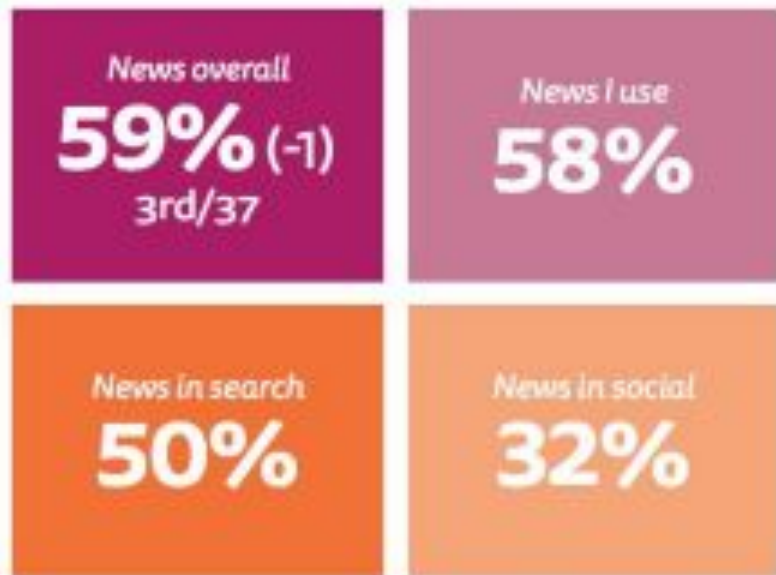 News overall
59% (-1)
3rd/37
News I use
58%
News in search
50%
News in social
32%